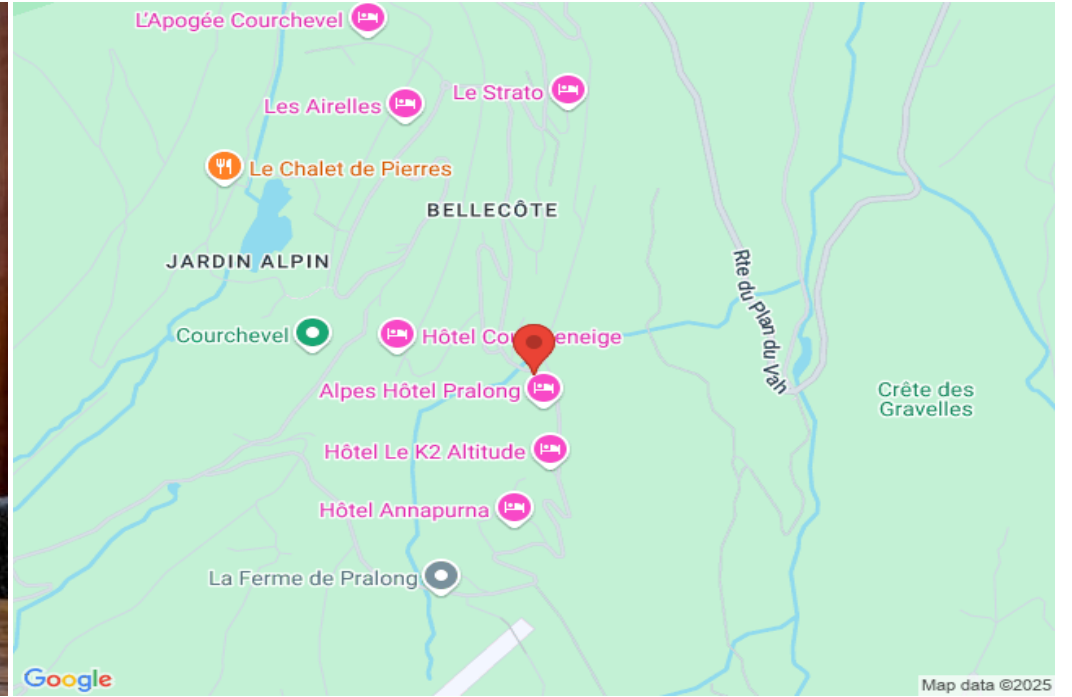 L'Apogée Courchevel
Le Strato
Les Airelles
Le Chalet de Pierres
BELLECÔTE
JARDIN ALPIN
Rte du Plan du Vah
Courchevel
Hôtel Cou eneige
Alpes Hôtel Pralong
Crête des
Gravelles
Hôtel Le K2 Altitude
Hôtel Annapurna
La Ferme de Pralong
Google
Map data ©2025